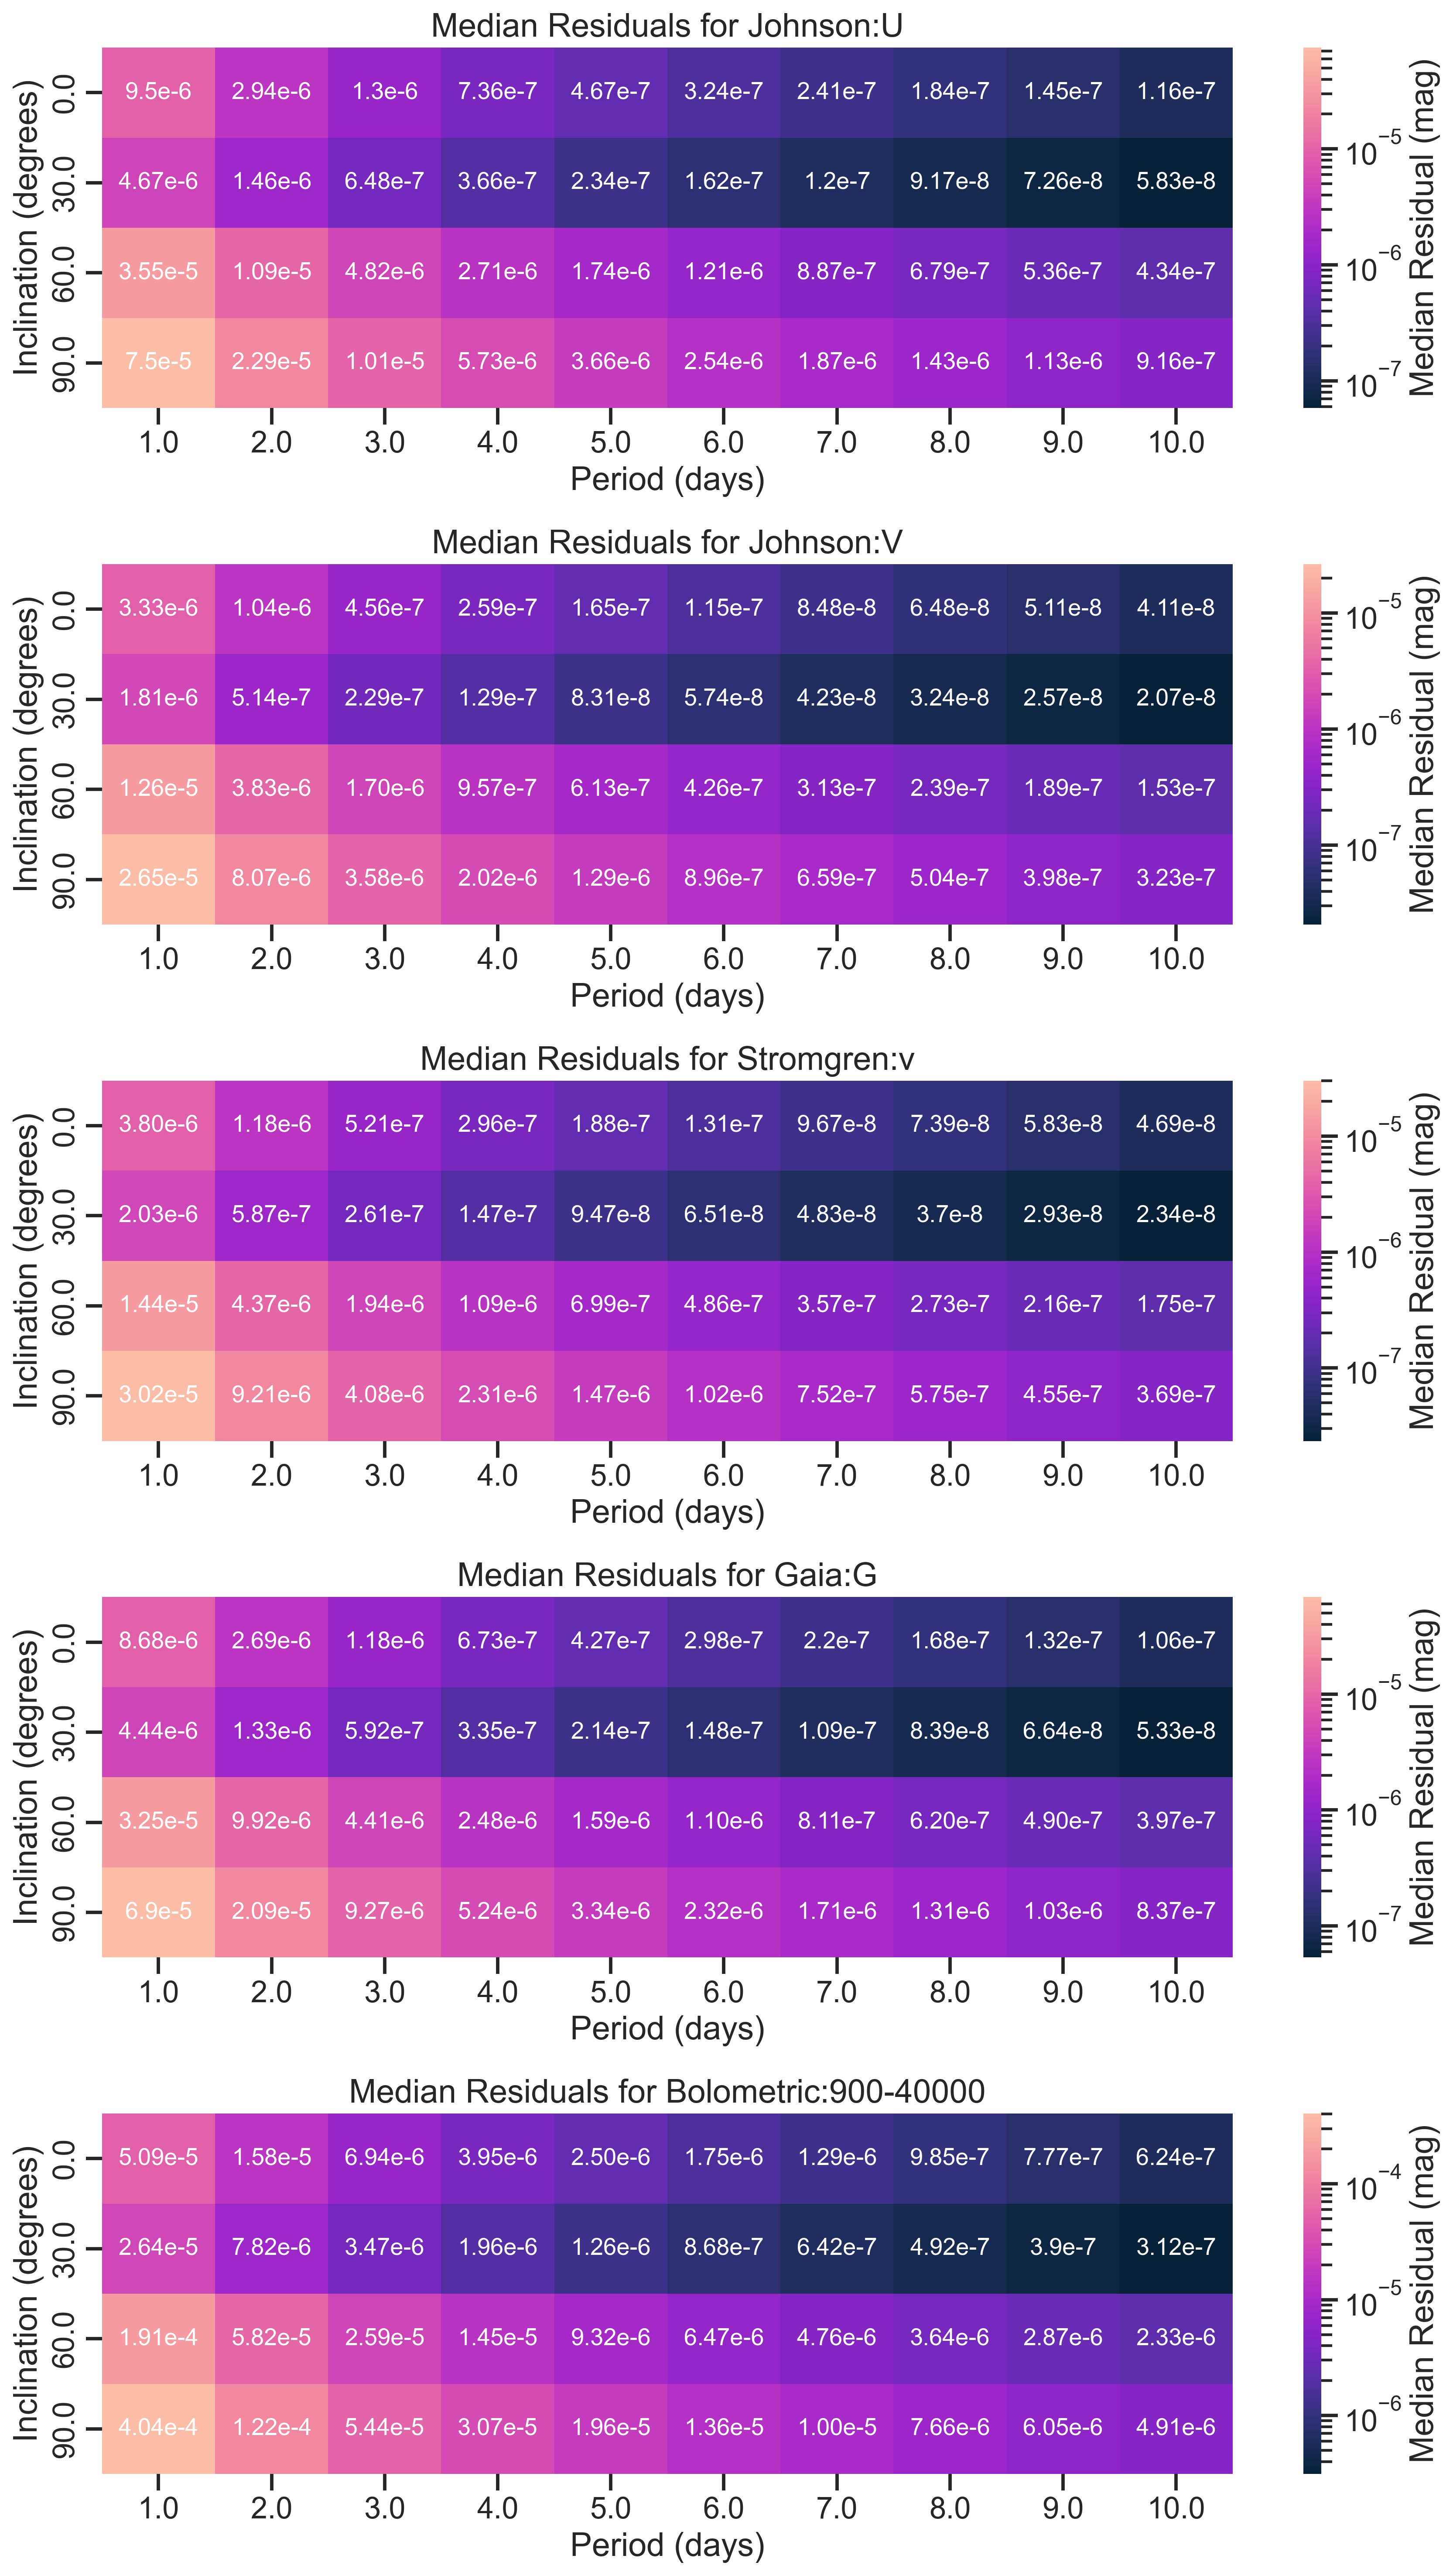 Median Residuals for Johnson:U
Inclination (degrees)
0.0 9.5e-6 2.94e-6 1.3e-6 7.36e-7 4.67e-7 3.24e-7 2.41e-7 1.84e-7 1.45e-7 1.16e-7
30.0 4.67e-6 1.46e-6 6.48e-7 3.66e-7 2.34e-7 1.62e-7 1.2e-7 9.17e-8 7.26e-8 5.83e-8
60.0 3.55e-5 1.09e-5 4.82e-6 2.71e-6 1.74e-6 1.21e-6 8.87e-7 6.79e-7 5.36e-7 4.34e-7
90.0 7.5e-5 2.29e-5 1.01e-5 5.73e-6 3.66e-6 2.54e-6 1.87e-6 1.43e-6 1.13e-6 9.16e-7
1.0 2.0 3.0 4.0 5.0 6.0 7.0 8.0 9.0 10.0
Period (days)
10⁻⁵
10⁻⁶
10⁻⁷
Median Residual (mag)
Median Residuals for Johnson:V
Inclination (degrees)
0.0 3.33e-6 1.04e-6 4.56e-7 2.59e-7 1.65e-7 1.15e-7 8.48e-8 6.48e-8 5.11e-8 4.11e-8
30.0 1.81e-6 5.14e-7 2.29e-7 1.29e-7 8.31e-8 5.74e-8 4.23e-8 3.24e-8 2.57e-8 2.07e-8
60.0 1.26e-5 3.83e-6 1.70e-6 9.57e-7 6.13e-7 4.26e-7 3.13e-7 2.39e-7 1.89e-7 1.53e-7
90.0 2.65e-5 8.07e-6 3.58e-6 2.02e-6 1.29e-6 8.96e-7 6.59e-7 5.04e-7 3.98e-7 3.23e-7
1.0 2.0 3.0 4.0 5.0 6.0 7.0 8.0 9.0 10.0
Period (days)
10⁻⁵
10⁻⁶
10⁻⁷
Median Residual (mag)
Median Residuals for Stromgren:v
Inclination (degrees)
0.0 3.80e-6 1.18e-6 5.21e-7 2.96e-7 1.88e-7 1.31e-7 9.67e-8 7.39e-8 5.83e-8 4.69e-8
30.0 2.03e-6 5.87e-7 2.61e-7 1.47e-7 9.47e-8 6.51e-8 4.83e-8 3.7e-8 2.93e-8 2.34e-8
60.0 1.44e-5 4.37e-6 1.94e-6 1.09e-6 6.99e-7 4.86e-7 3.57e-7 2.73e-7 2.16e-7 1.75e-7
90.0 3.02e-5 9.21e-6 4.08e-6 2.31e-6 1.47e-6 1.02e-6 7.52e-7 5.75e-7 4.55e-7 3.69e-7
1.0 2.0 3.0 4.0 5.0 6.0 7.0 8.0 9.0 10.0
Period (days)
10⁻⁵
10⁻⁶
10⁻⁷
Median Residual (mag)
Median Residuals for Gaia:G
Inclination (degrees)
0.0 8.68e-6 2.69e-6 1.18e-6 6.73e-7 4.27e-7 2.98e-7 2.2e-7 1.68e-7 1.32e-7 1.06e-7
30.0 4.44e-6 1.33e-6 5.92e-7 3.35e-7 2.14e-7 1.48e-7 1.09e-7 8.39e-8 6.64e-8 5.33e-8
60.0 3.25e-5 9.92e-6 4.41e-6 2.48e-6 1.59e-6 1.10e-6 8.11e-7 6.20e-7 4.90e-7 3.97e-7
90.0 6.9e-5 2.09e-5 9.27e-6 5.24e-6 3.34e-6 2.32e-6 1.71e-6 1.31e-6 1.03e-6 8.37e-7
1.0 2.0 3.0 4.0 5.0 6.0 7.0 8.0 9.0 10.0
Period (days)
10⁻⁵
10⁻⁶
10⁻⁷
Median Residual (mag)
Median Residuals for Bolometric:900-40000
Inclination (degrees)
0.0 5.09e-5 1.58e-5 6.94e-6 3.95e-6 2.50e-6 1.75e-6 1.29e-6 9.85e-7 7.77e-7 6.24e-7
30.0 2.64e-5 7.82e-6 3.47e-6 1.96e-6 1.26e-6 8.68e-7 6.42e-7 4.92e-7 3.9e-7 3.12e-7
60.0 1.91e-4 5.82e-5 2.59e-5 1.45e-5 9.32e-6 6.47e-6 4.76e-6 3.64e-6 2.87e-6 2.33e-6
90.0 4.04e-4 1.22e-4 5.44e-5 3.07e-5 1.96e-5 1.36e-5 1.00e-5 7.66e-6 6.05e-6 4.91e-6
1.0 2.0 3.0 4.0 5.0 6.0 7.0 8.0 9.0 10.0
Period (days)
10⁻⁴
10⁻⁵
10⁻⁶
Median Residual (mag)